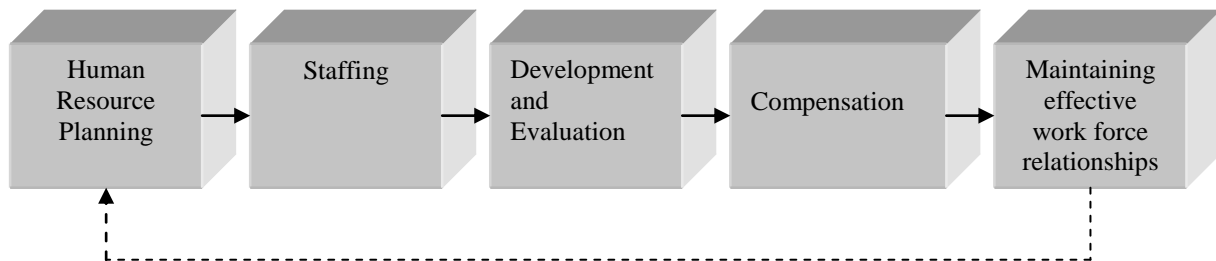 Human
Resource
Planning
Staffing
Development
and
Evaluation
Compensation
Maintaining
effective
work force
relationships